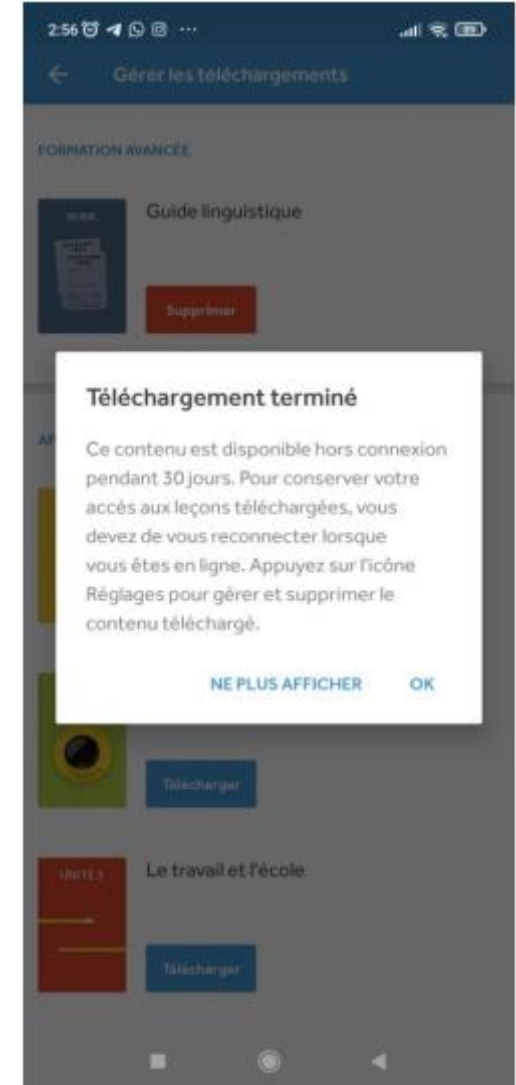 2:56
89
Gérer les téléchargements
FORMATION AVANCÉE
GUIDE
Guide linguistique
Supprimer
Téléchargement terminé
Ce contenu est disponible hors connexion
pendant 30 jours. Pour conserver votre
accès aux leçons téléchargées, vous
devez de vous reconnecter lorsque
vous êtes en ligne. Appuyez sur l'icône
Réglages pour gérer et supprimer le
contenu téléchargé.
NE PLUS AFFICHER OK
Télécharger
Le travail et l'école
Télécharger